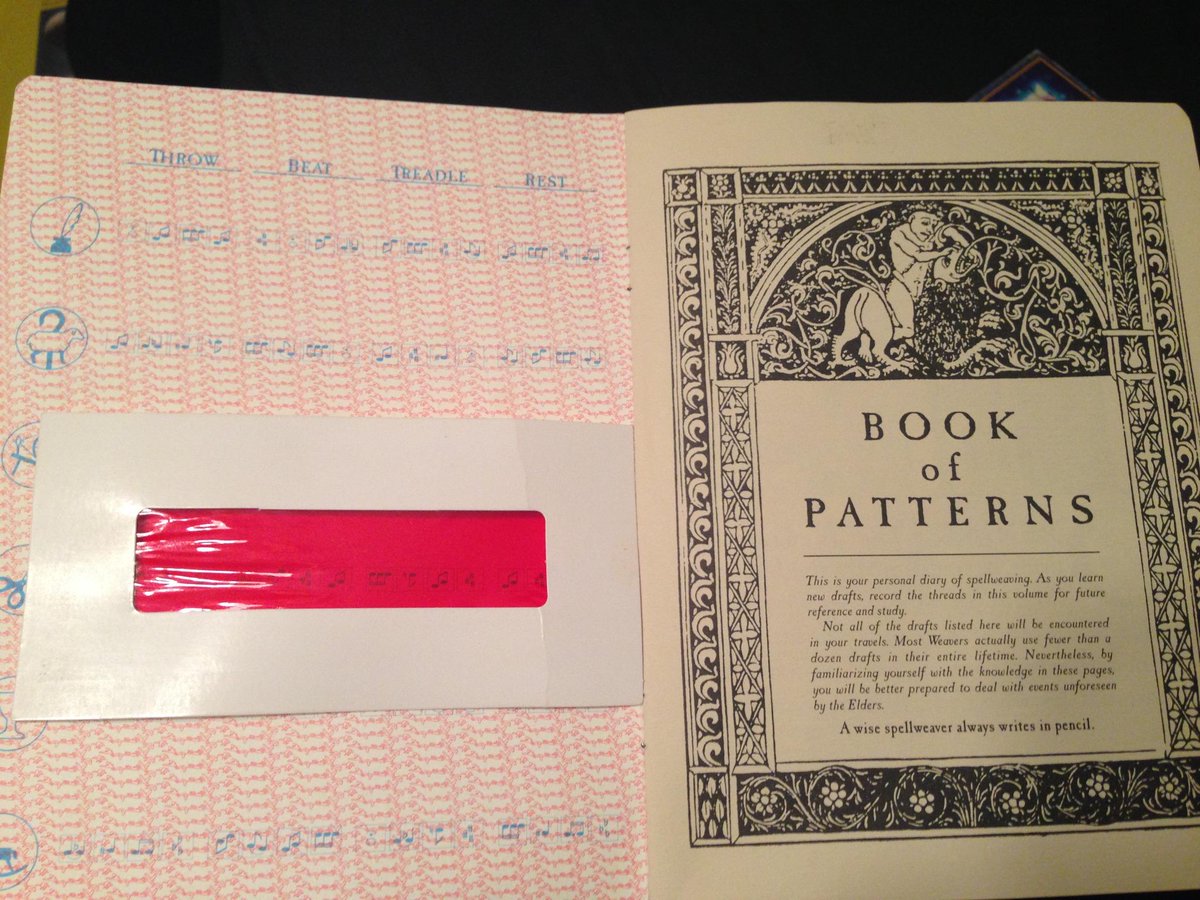 THROW
BEAT
TREADLE
REST
BOOK
of
PATTERNS
This is your personal diary of spellweaving. As you learn
new drafts, record the threads in this volume for future
reference and study.
Not all of the drafts listed here will be encountered
in your travels. Most Weavers actually use fewer than a
dozen drafts in their entire lifetime. Nevertheless, by
familiarizing yourself with the knowledge in these pages,
you will be better prepared to deal with events unforeseen
by the Elders.
A wise spellweaver always writes in pencil.